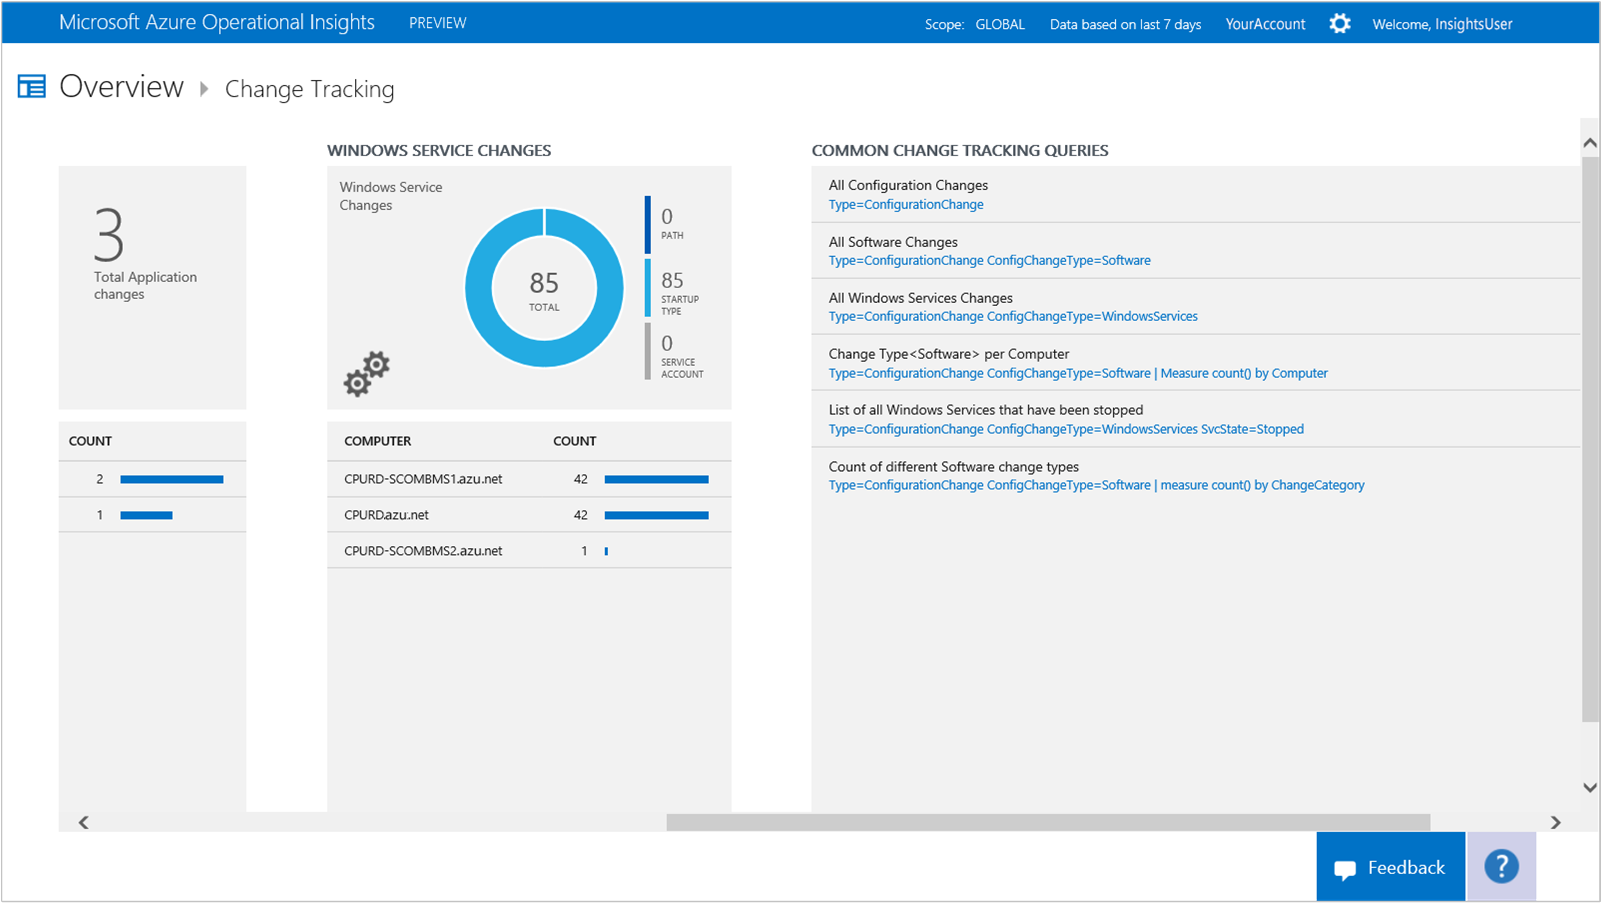 Microsoft Azure Operational Insights PREVIEW Scope: GLOBAL Data based on last 7 days YourAccount Welcome, InsightsUser
Overview Change Tracking
3
Total Application
changes
COUNT
2
1
WINDOWS SERVICE CHANGES
Windows Service
Changes
85
TOTAL
0
PATH
85
STARTUP
TYPE
0
SERVICE
ACCOUNT
COMPUTER COUNT
CPURD-SCOMBMS1.azu.net 42
CPURD.azu.net 42
CPURD-SCOMBMS2.azu.net 1
COMMON CHANGE TRACKING QUERIES
All Configuration Changes
Type=ConfigurationChange
All Software Changes
Type=ConfigurationChange ConfigChangeType=Software
All Windows Services Changes
Type=ConfigurationChange ConfigChangeType=WindowsServices
Change Type<Software> per Computer
Type=ConfigurationChange ConfigChangeType=Software | Measure count() by Computer
List of all Windows Services that have been stopped
Type=ConfigurationChange ConfigChangeType=WindowsServices SvcState=Stopped
Count of different Software change types
Type=ConfigurationChange ConfigChangeType=Software | measure count() by ChangeCategory
Feedback ?